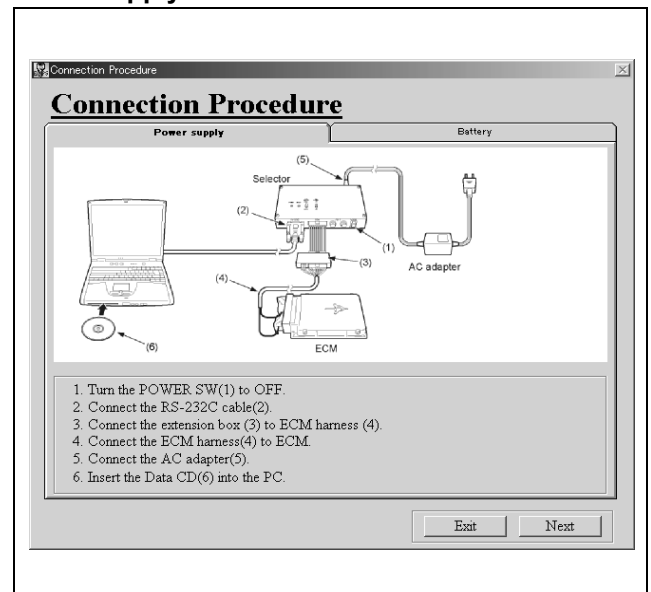 Connection Procedure
Connection Procedure
Power supply
Battery
(5)
Selector
(2)
(1)
(3)
AC adapter
(4)
(6)
ECM
1. Turn the POWER SW(1) to OFF.
2. Connect the RS-232C cable(2).
3. Connect the extension box (3) to ECM harness (4).
4. Connect the ECM harness(4) to ECM.
5. Connect the AC adapter(5).
6. Insert the Data CD(6) into the PC.
Exit
Next